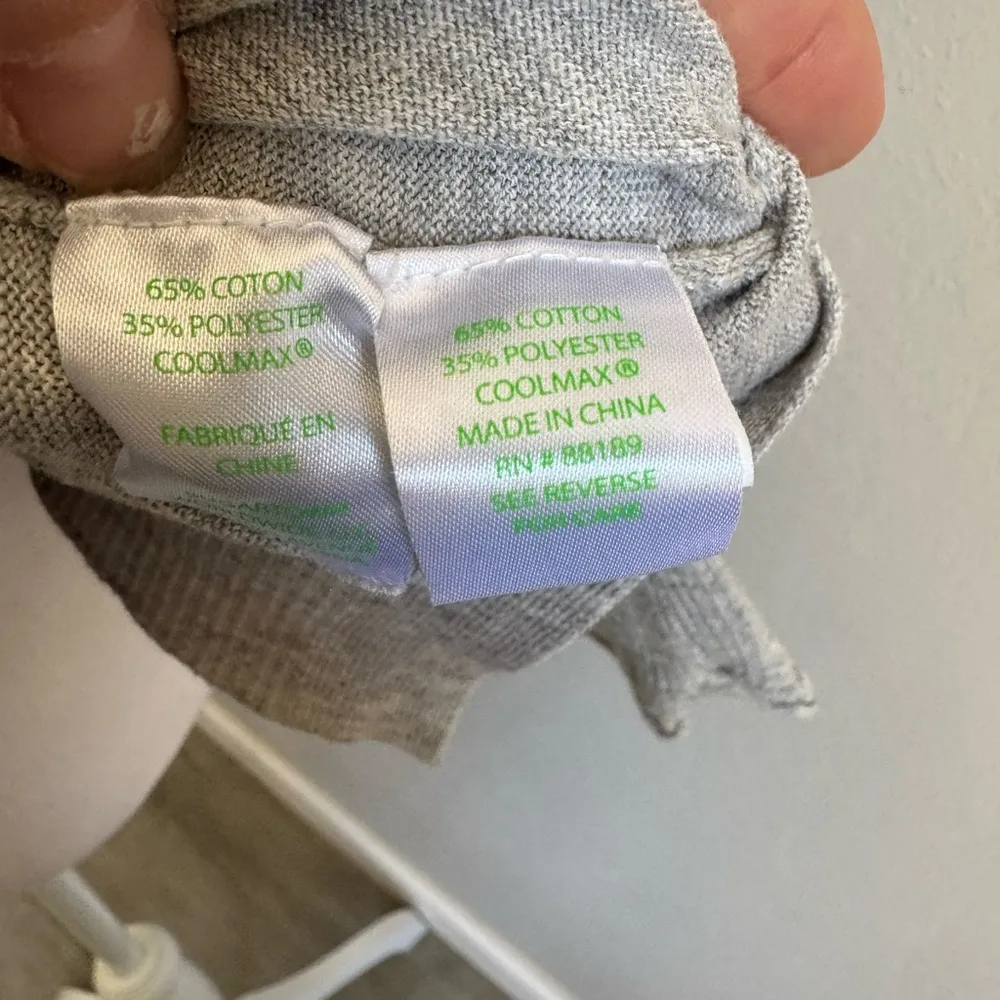 65% COTON
35% POLYESTER
COOLMAX®
FABRIQUÉ EN
CHINE
65% COTTON
35% POLYESTER
COOLMAX®
MADE IN CHINA
RN # 88189
SEE REVERSE
FOR CARE